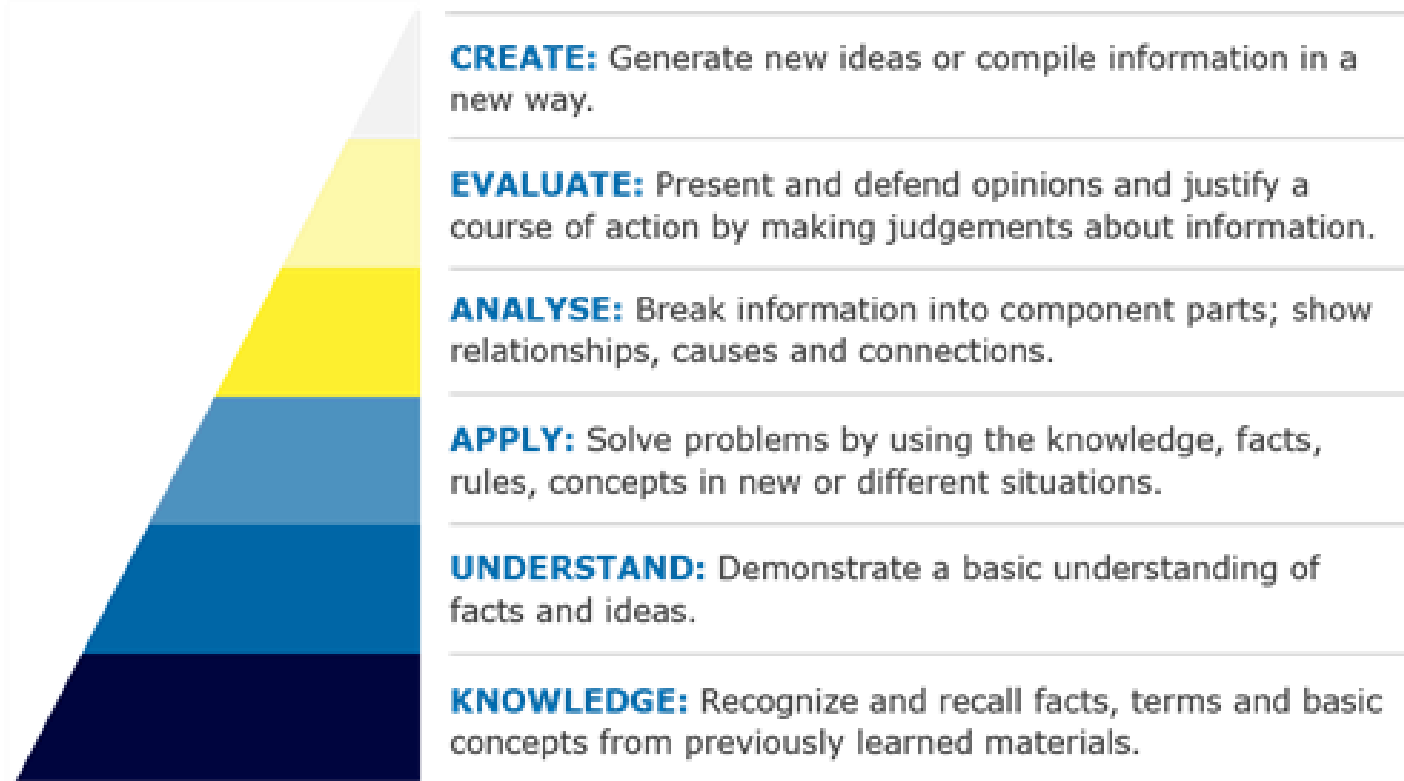 CREATE: Generate new ideas or compile information in a
new way.
EVALUATE: Present and defend opinions and justify a
course of action by making judgements about information.
ANALYSE: Break information into component parts; show
relationships, causes and connections.
APPLY: Solve problems by using the knowledge, facts,
rules, concepts in new or different situations.
UNDERSTAND: Demonstrate a basic understanding of
facts and ideas.
KNOWLEDGE: Recognize and recall facts, terms and basic
concepts from previously learned materials.